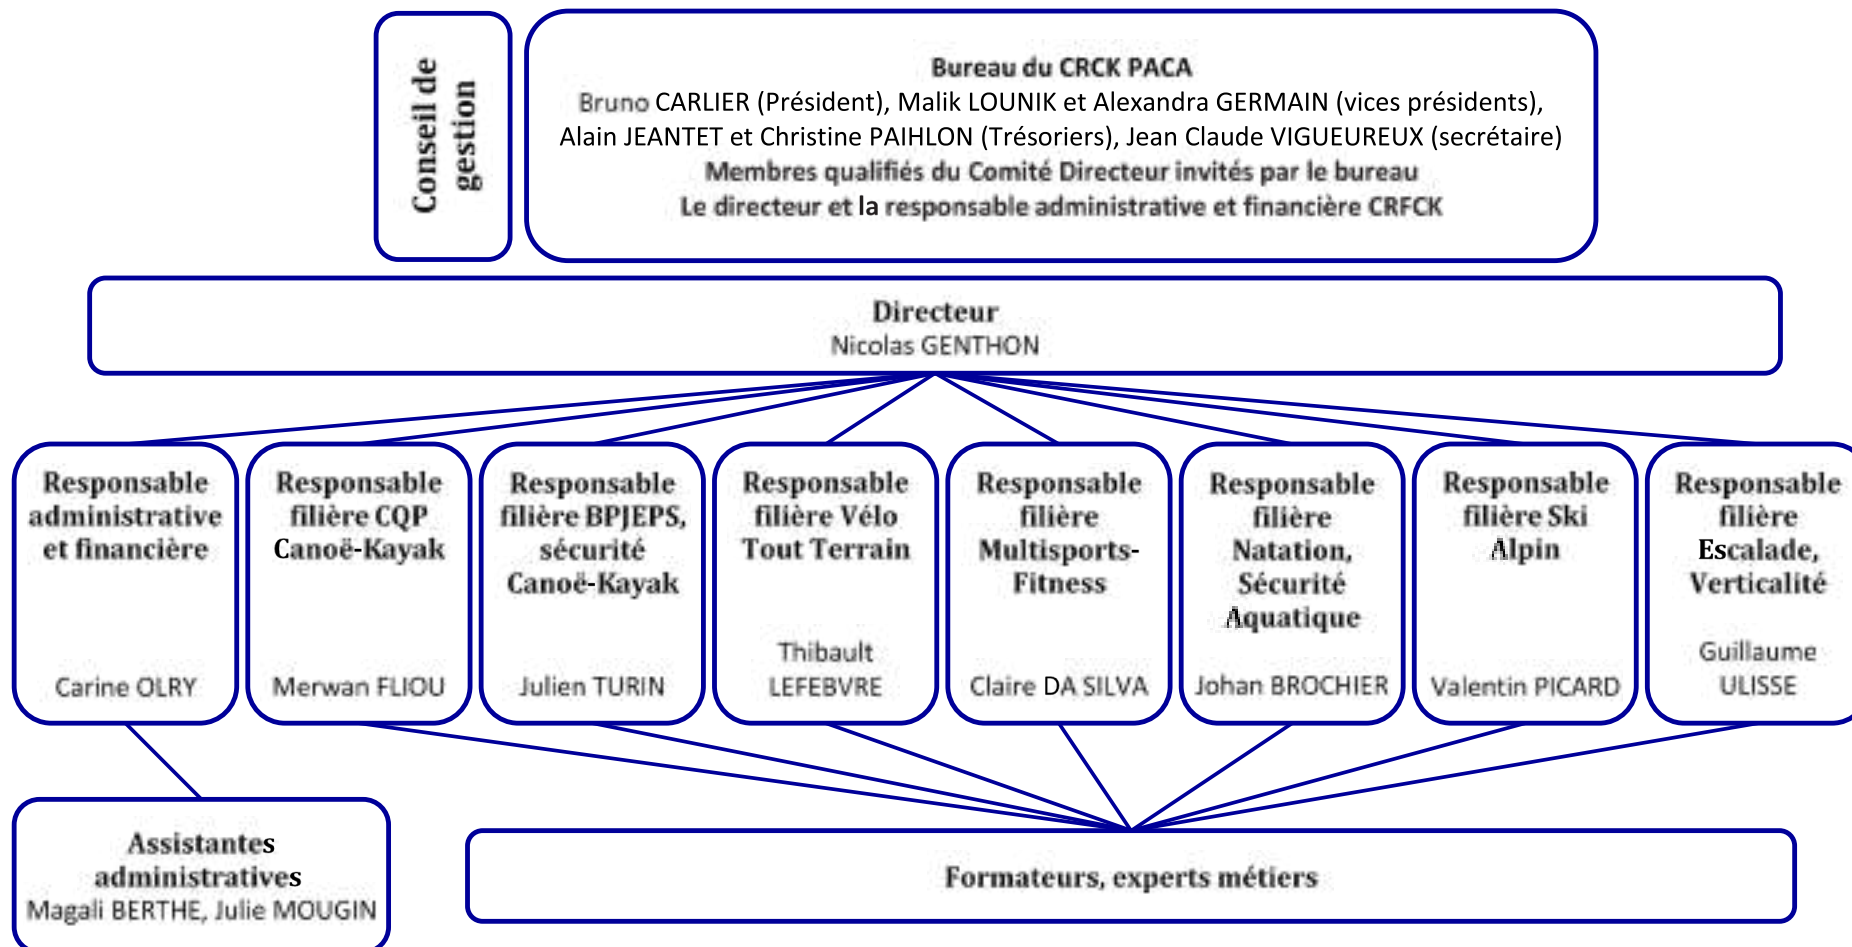 Conseil de
gestion
Bureau du CRCK PACA
Bruno CARLIER (Président), Malik LOUNIK et Alexandra GERMAIN (vices présidents),
Alain JEANTET et Christine PAIHLON (Trésoriers), Jean Claude VIGUEUREUX (secrétaire)
Membres qualifiés du Comité Directeur invités par le bureau
Le directeur et la responsable administrative et financière CRFCK
Directeur
Nicolas GENTHON
Responsable
administrative
et financière
Carine OLRY
Responsable
filière CQP
Canoë-Kayak
Merwan FLIOU
Responsable
filière BPJEPS,
sécurité
Canoë-Kayak
Julien TURIN
Responsable
filière Vélo
Tout Terrain
Thibault
LEFEBVRE
Responsable
filière
Multisports-
Fitness
Claire DA SILVA
Responsable
filière
Natation,
Sécurité
Aquatique
Johan BROCHIER
Responsable
filière Ski
Alpin
Valentin PICARD
Responsable
filière
Escalade,
Verticalité
Guillaume
ULISSE
Assistantes
administratives
Magali BERTHE, Julie MOUGIN
Formateurs, experts métiers